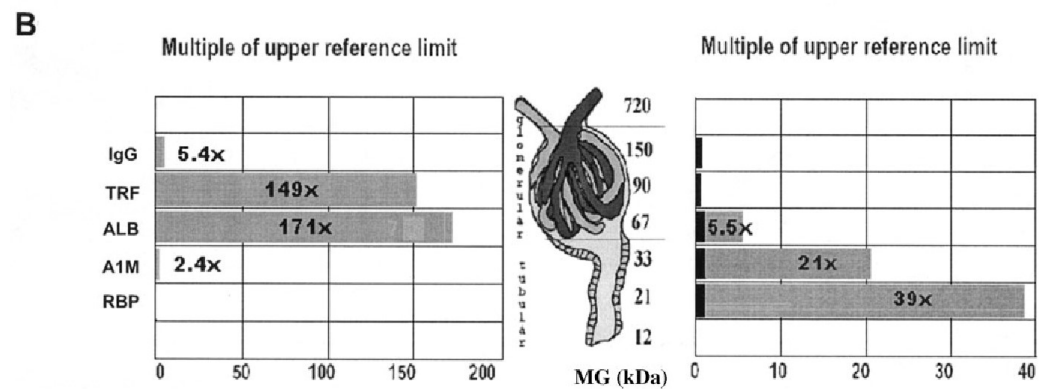 B
Multiple of upper reference limit
Multiple of upper reference limit
720
IgG 5.4x 150
TRF 149x 90
ALB 171x 67 5.5x
A1M 2.4x 33 21x
RBP 21 39x
12
glomerular
tubular
0 50 100 150 200 MG (kDa) 0 10 20 30 40